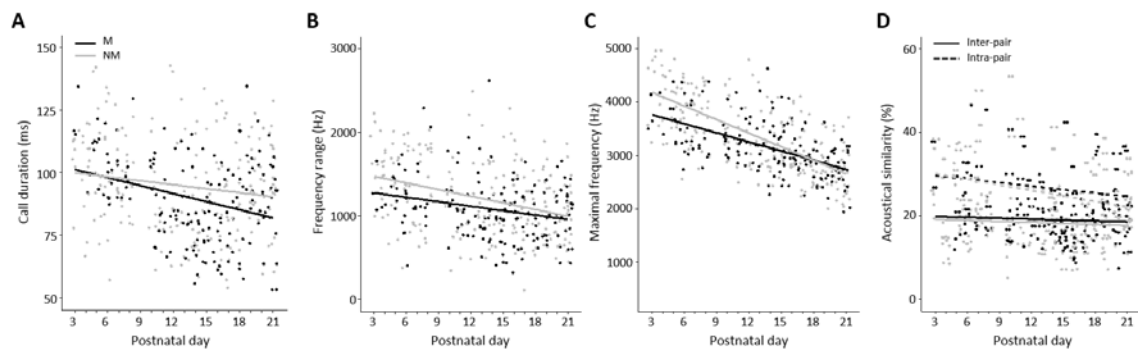 A
B
C
D
M
NM
Inter-pair
Intra-pair
Call duration (ms)
150
125
100
75
50
3 6 9 12 15 18 21
Postnatal day
Frequency range (Hz)
3000
2000
1000
0
3 6 9 12 15 18 21
Postnatal day
Maximal frequency (Hz)
5000
4000
3000
2000
1000
3 6 9 12 15 18 21
Postnatal day
Acoustical similarity (%)
60
40
20
0
3 6 9 12 15 18 21
Postnatal day